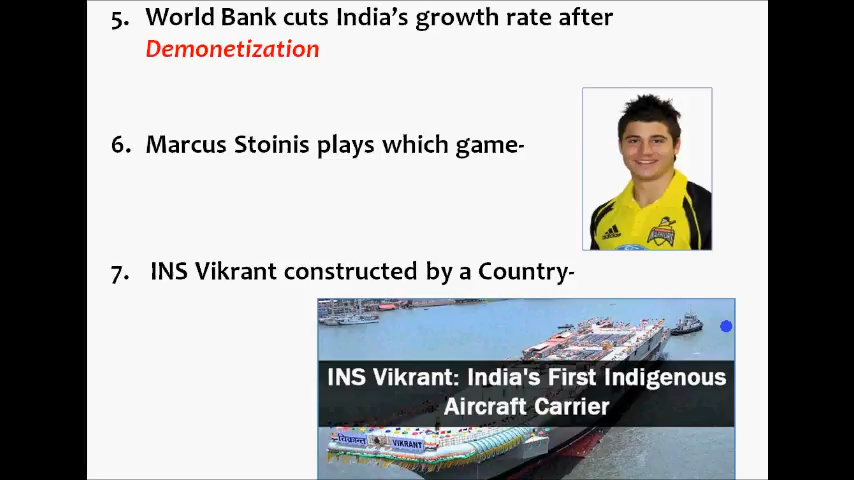 5. World Bank cuts India's growth rate after
Demonetization
6. Marcus Stoinis plays which game-
7. INS Vikrant constructed by a Country-
INS Vikrant: India's First Indigenous
Aircraft Carrier
विक्रान्त VIKRANT